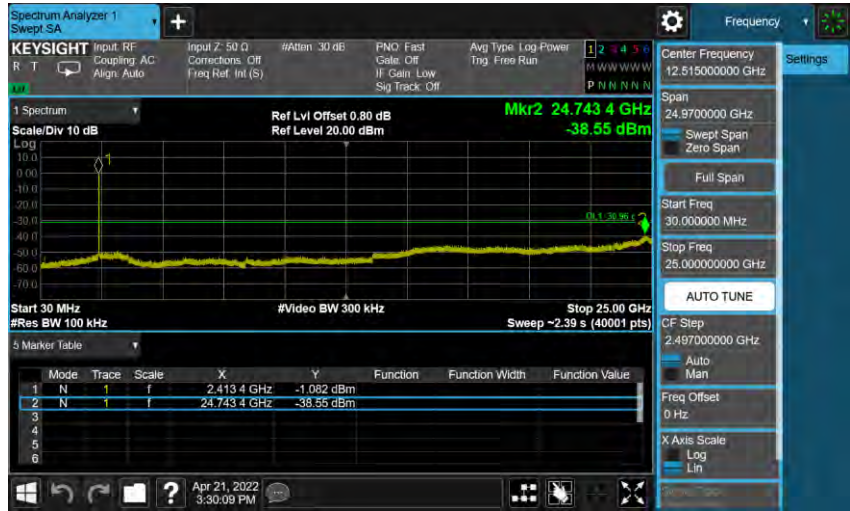 Spectrum Analyzer 1
Swept SA
+
Frequency
KEYSIGHT
R T
Input: RF
Coupling: AC
Align: Auto
Input Z: 50 Ω
Corrections: Off
Freq Ref: Int (S)
#Atten: 30 dB
PNO: Fast
Gate: Off
IF Gain: Low
Sig Track: Off
Avg Type: Log-Power
Trig: Free Run
1 2 3 4 5 6
M W W W W W
P N N N N N
1 Spectrum
Scale/Div 10 dB
Ref Lvl Offset 0.80 dB
Ref Level 20.00 dBm
Mkr2 24.743 4 GHz
-38.55 dBm
Log
10.0
0.00
-10.0
-20.0
-30.0
-40.0
-50.0
-60.0
-70.0
1
2
Start 30 MHz
#Res BW 100 kHz
#Video BW 300 kHz
Stop 25.00 GHz
Sweep ~2.39 s (40001 pts)
5 Marker Table
Mode Trace Scale X Y Function Function Width Function Value
1 N 1 f 2.413 4 GHz -1.082 dBm
2 N 1 f 24.743 4 GHz -38.55 dBm
3
4
5
6
Center Frequency
12.515000000 GHz
Settings
Span
24.9700000 GHz
Swept Span
Zero Span
Full Span
Start Freq
30.000000 MHz
Stop Freq
25.000000000 GHz
AUTO TUNE
CF Step
2.497000000 GHz
Auto
Man
Freq Offset
0 Hz
X Axis Scale
Log
Lin
?
Apr 21, 2022
3:30:09 PM